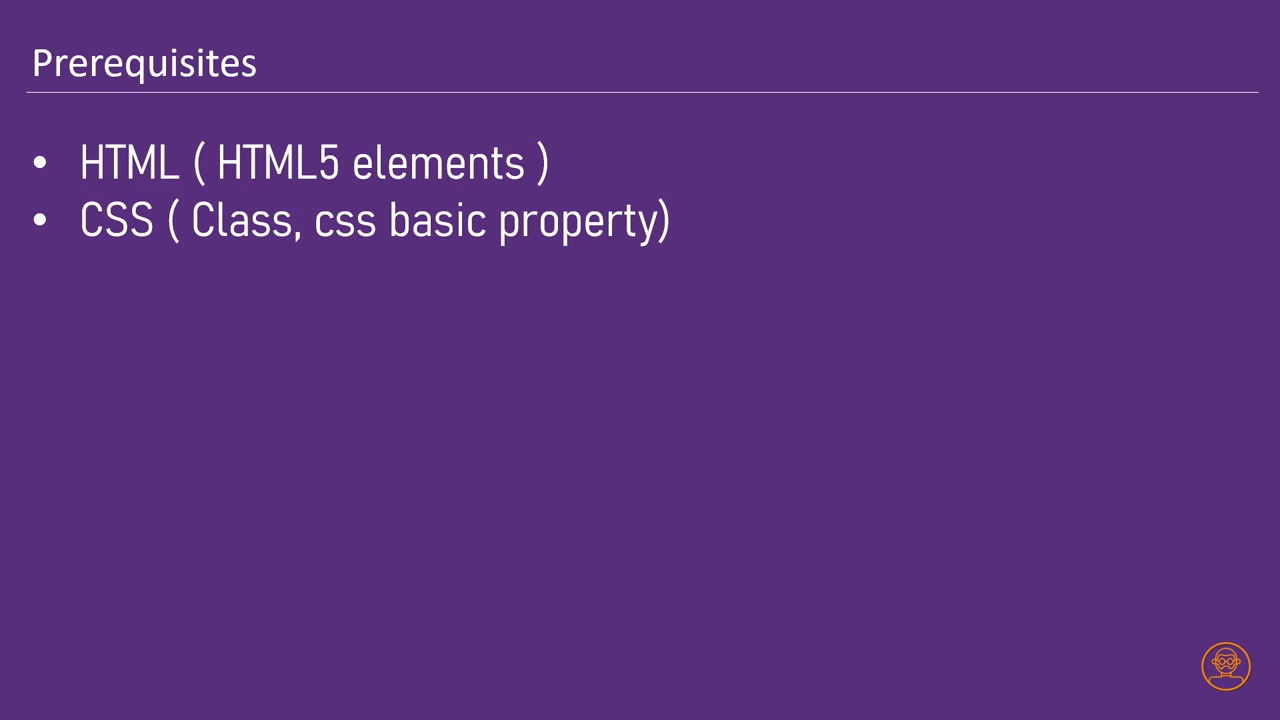 Prerequisites
• HTML ( HTML5 elements )
• CSS ( Class, css basic property)